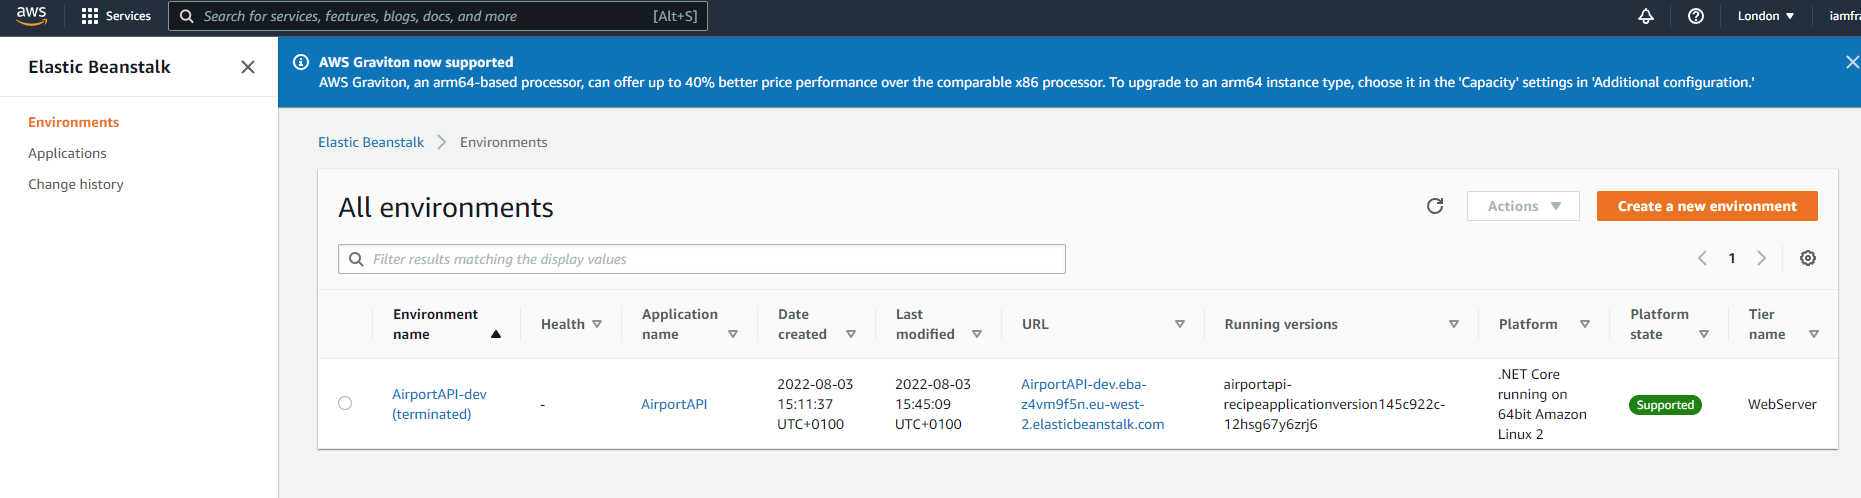 aws
Services
Search for services, features, blogs, docs, and more
[Alt+S]
London
iamfra
Elastic Beanstalk
Environments
Applications
Change history
AWS Graviton now supported
AWS Graviton, an arm64-based processor, can offer up to 40% better price performance over the comparable x86 processor. To upgrade to an arm64 instance type, choose it in the 'Capacity' settings in 'Additional configuration.'
Elastic Beanstalk
Environments
All environments
Actions
Create a new environment
Filter results matching the display values
1
Environment
name
Health
Application
name
Date
created
Last
modified
URL
Running versions
Platform
Platform
state
Tier
name
AirportAPI-dev
(terminated)
-
AirportAPI
2022-08-03
15:11:37
UTC+0100
2022-08-03
15:45:09
UTC+0100
AirportAPI-dev.eba-
z4vm9f5n.eu-west-
2.elasticbeanstalk.com
airportapi-
recipeapplicationversion145c922c-
12hsg67y6zrj6
.NET Core
running on
64bit Amazon
Linux 2
Supported
WebServer